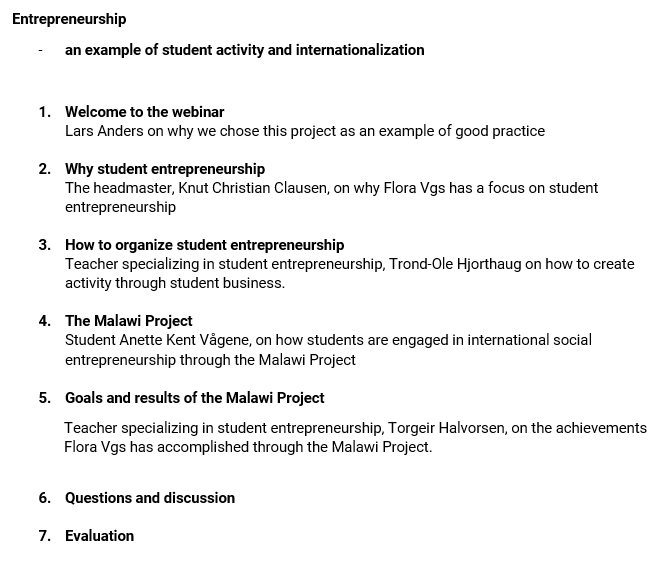 Entrepreneurship
- an example of student activity and internationalization
1. Welcome to the webinar
Lars Anders on why we chose this project as an example of good practice
2. Why student entrepreneurship
The headmaster, Knut Christian Clausen, on why Flora Vgs has a focus on student
entrepreneurship
3. How to organize student entrepreneurship
Teacher specializing in student entrepreneurship, Trond-Ole Hjorthaug on how to create
activity through student business.
4. The Malawi Project
Student Anette Kent Vågene, on how students are engaged in international social
entrepreneurship through the Malawi Project
5. Goals and results of the Malawi Project
Teacher specializing in student entrepreneurship, Torgeir Halvorsen, on the achievements
Flora Vgs has accomplished through the Malawi Project.
6. Questions and discussion
7. Evaluation